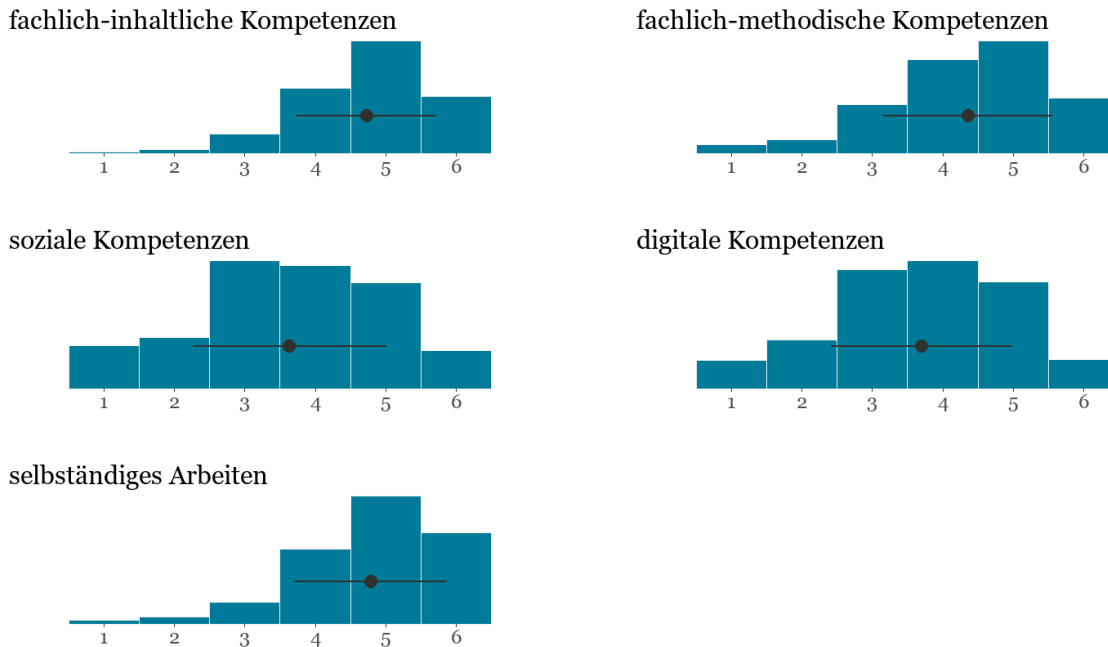 fachlich-inhaltliche Kompetenzen
1 2 3 4 5 6
fachlich-methodische Kompetenzen
1 2 3 4 5 6
soziale Kompetenzen
1 2 3 4 5 6
digitale Kompetenzen
1 2 3 4 5 6
selbständiges Arbeiten
1 2 3 4 5 6